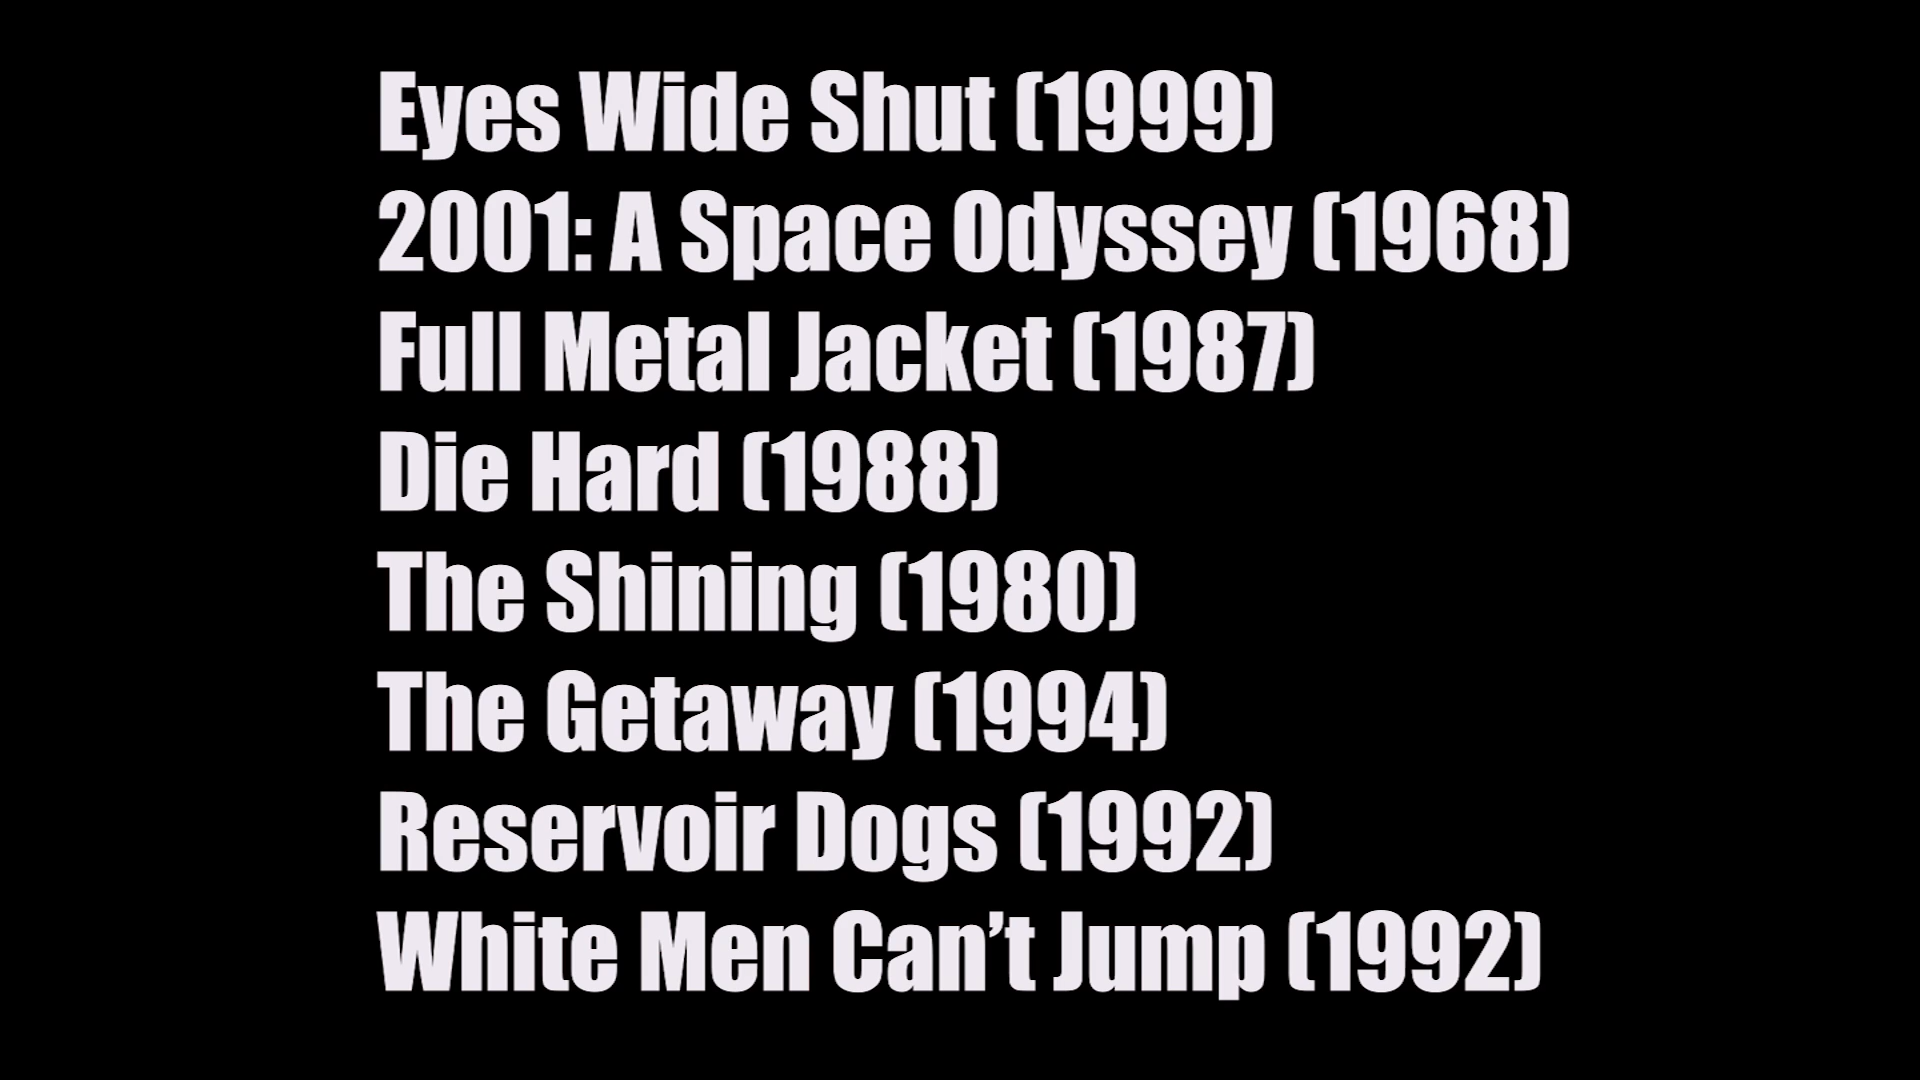 Eyes Wide Shut (1999)
2001: A Space Odyssey (1968)
Full Metal Jacket (1987)
Die Hard (1988)
The Shining (1980)
The Getaway (1994)
Reservoir Dogs (1992)
White Men Can’t Jump (1992)